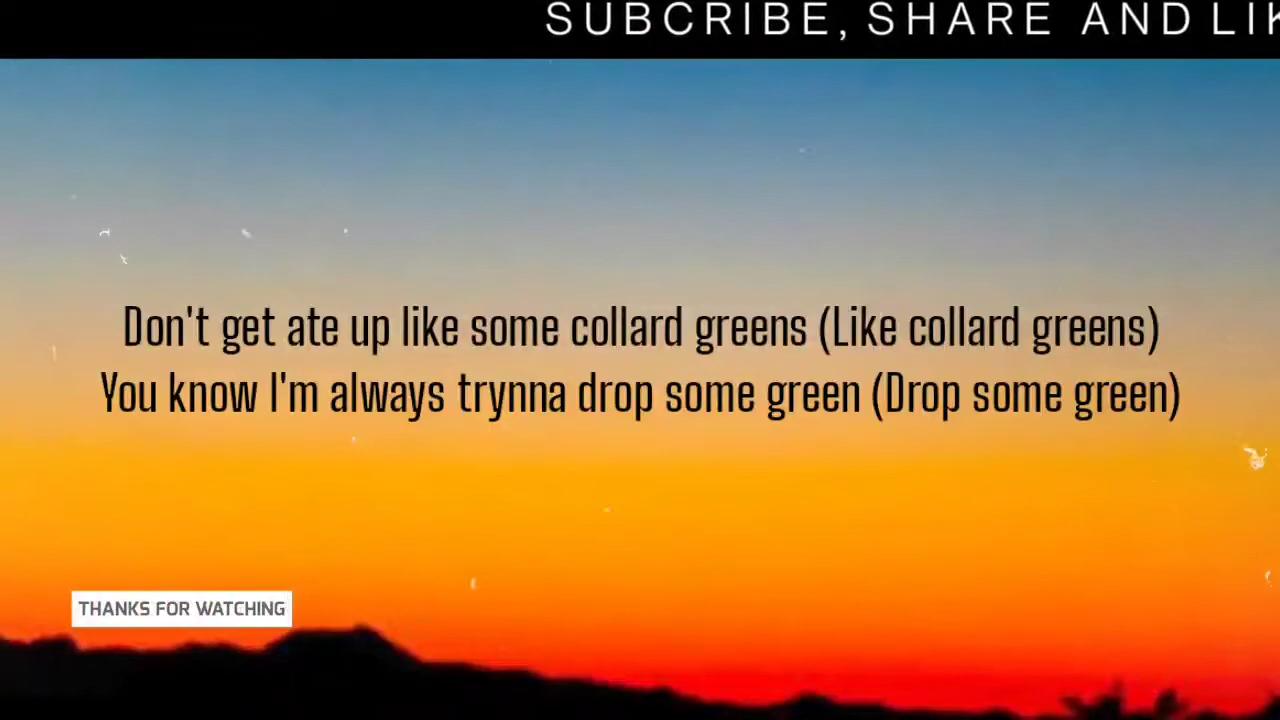 SUBCRIBE, SHARE AND LIK
Don't get ate up like some collard greens (Like collard greens)
You know I'm always trynna drop some green (Drop some green)
THANKS FOR WATCHING